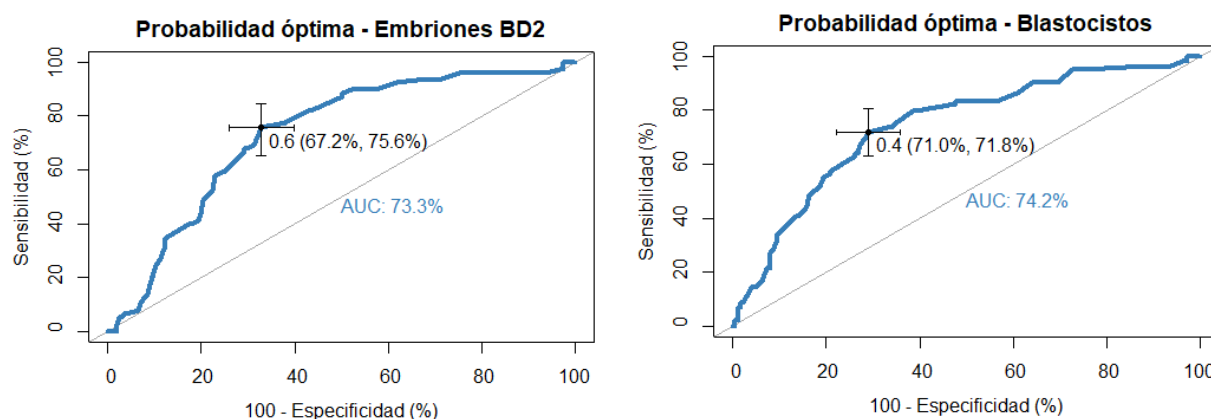 Probabilidad óptima - Embriones BD2
Sensibilidad (%)
100
80
60
40
20
0
0.6 (67.2%, 75.6%)
AUC: 73.3%
0 20 40 60 80 100
100 - Especificidad (%)
Probabilidad óptima - Blastocistos
Sensibilidad (%)
100
80
60
40
20
0
0.4 (71.0%, 71.8%)
AUC: 74.2%
0 20 40 60 80 100
100 - Especificidad (%)